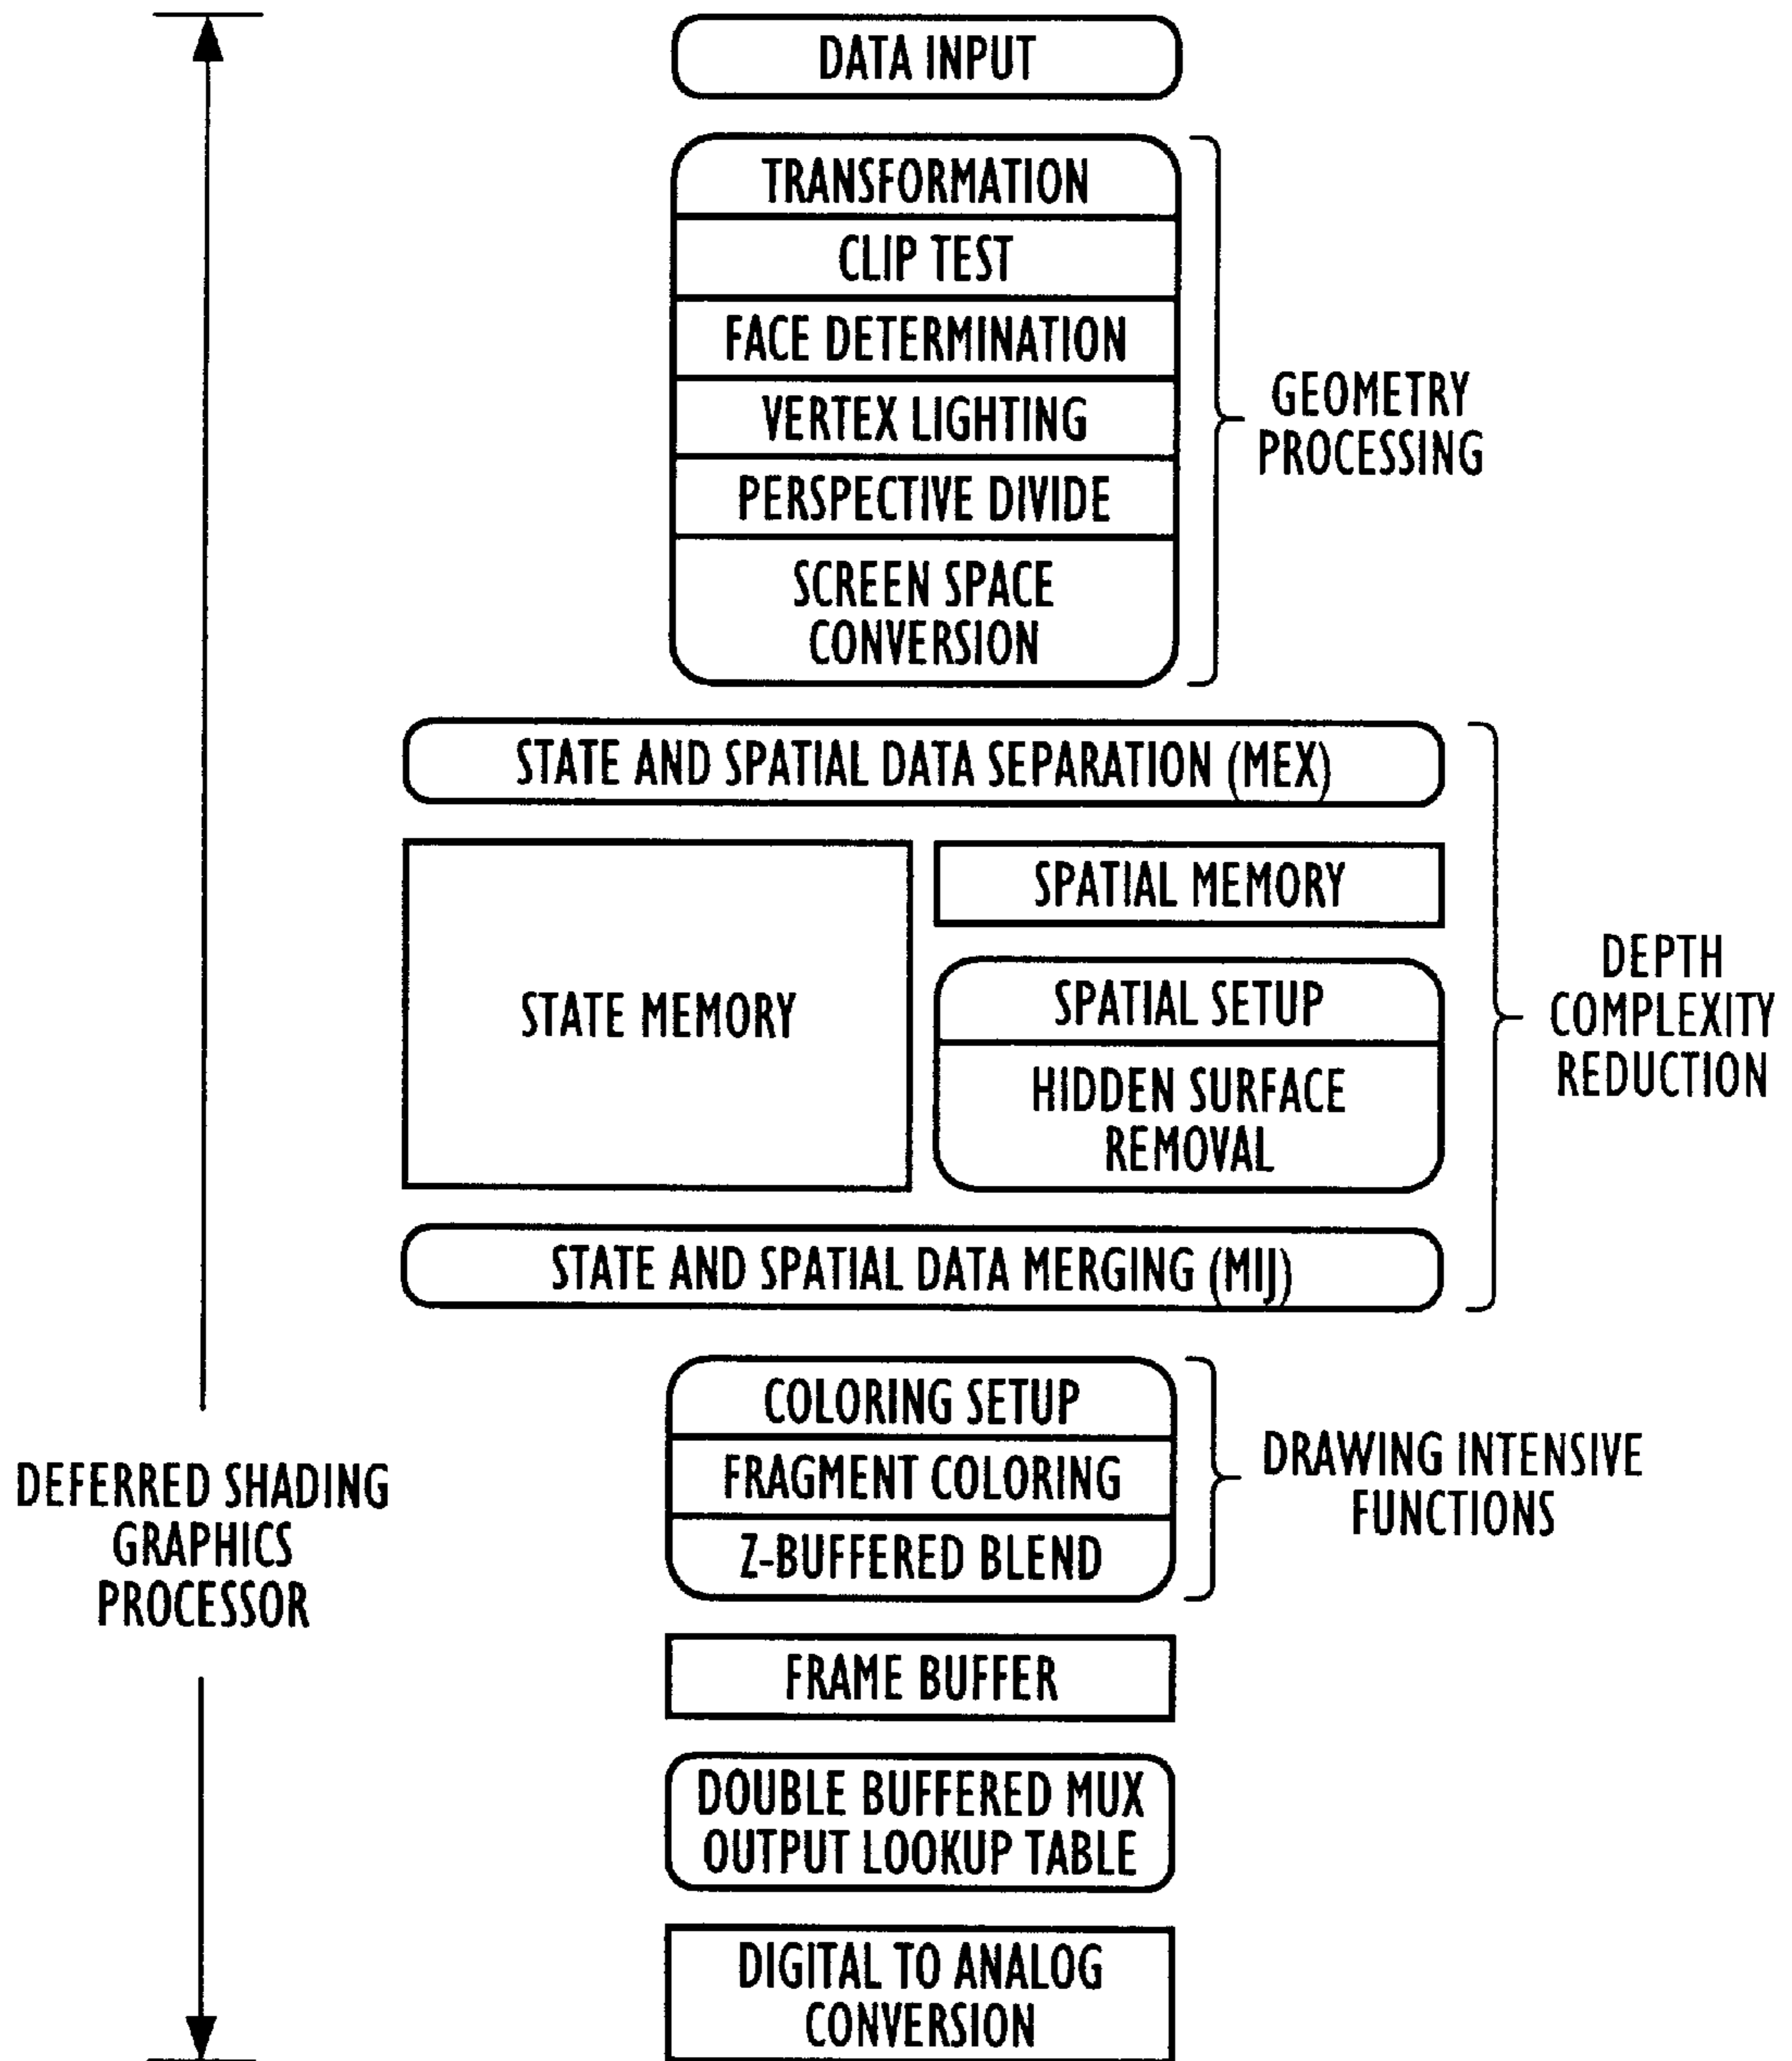 DATA INPUT
TRANSFORMATION
CLIP TEST
FACE DETERMINATION
VERTEX LIGHTING
PERSPECTIVE DIVIDE
SCREEN SPACE
CONVERSION
GEOMETRY
PROCESSING
STATE AND SPATIAL DATA SEPARATION (MEX)
STATE MEMORY
SPATIAL MEMORY
SPATIAL SETUP
HIDDEN SURFACE
REMOVAL
DEPTH
COMPLEXITY
REDUCTION
STATE AND SPATIAL DATA MERGING (MIJ)
COLORING SETUP
FRAGMENT COLORING
Z-BUFFERED BLEND
DRAWING INTENSIVE
FUNCTIONS
DEFERRED SHADING
GRAPHICS
PROCESSOR
FRAME BUFFER
DOUBLE BUFFERED MUX
OUTPUT LOOKUP TABLE
DIGITAL TO ANALOG
CONVERSION